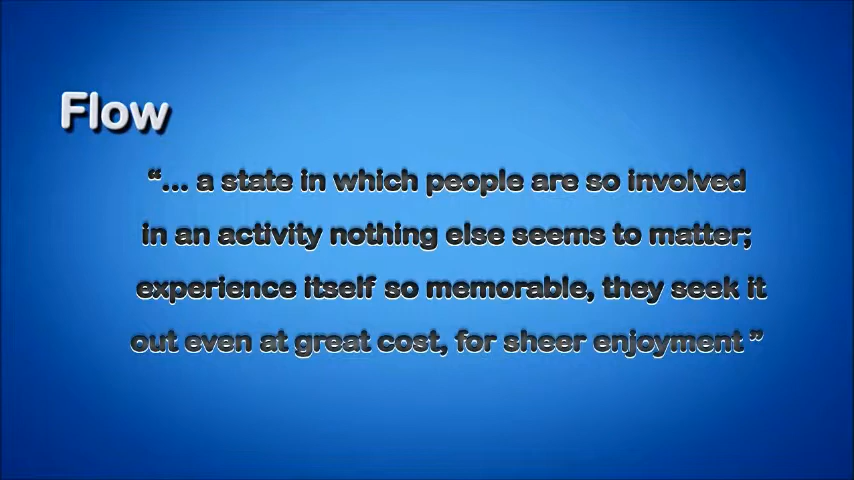 Flow
“... a state in which people are so involved
in an activity nothing else seems to matter;
experience itself so memorable, they seek it
out even at great cost, for sheer enjoyment ”